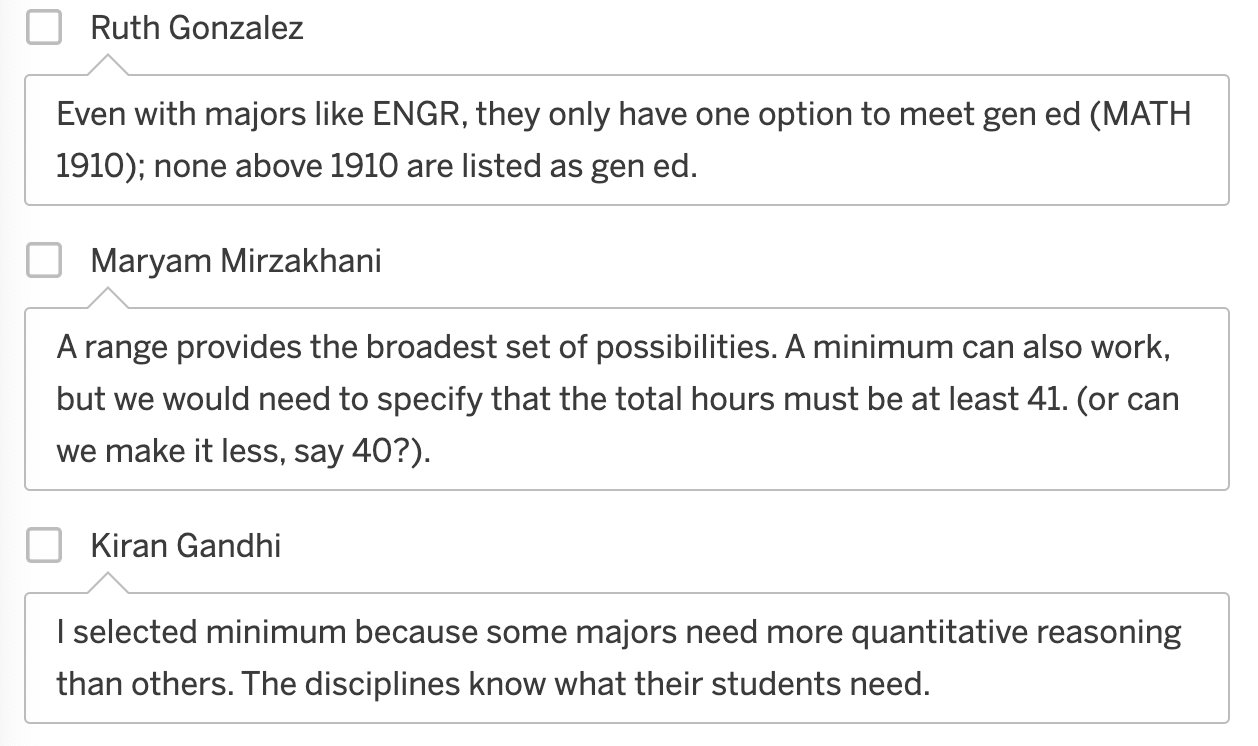 Ruth Gonzalez
Even with majors like ENGR, they only have one option to meet gen ed (MATH
1910); none above 1910 are listed as gen ed.
Maryam Mirzakhani
A range provides the broadest set of possibilities. A minimum can also work,
but we would need to specify that the total hours must be at least 41. (or can
we make it less, say 40?).
Kiran Gandhi
I selected minimum because some majors need more quantitative reasoning
than others. The disciplines know what their students need.